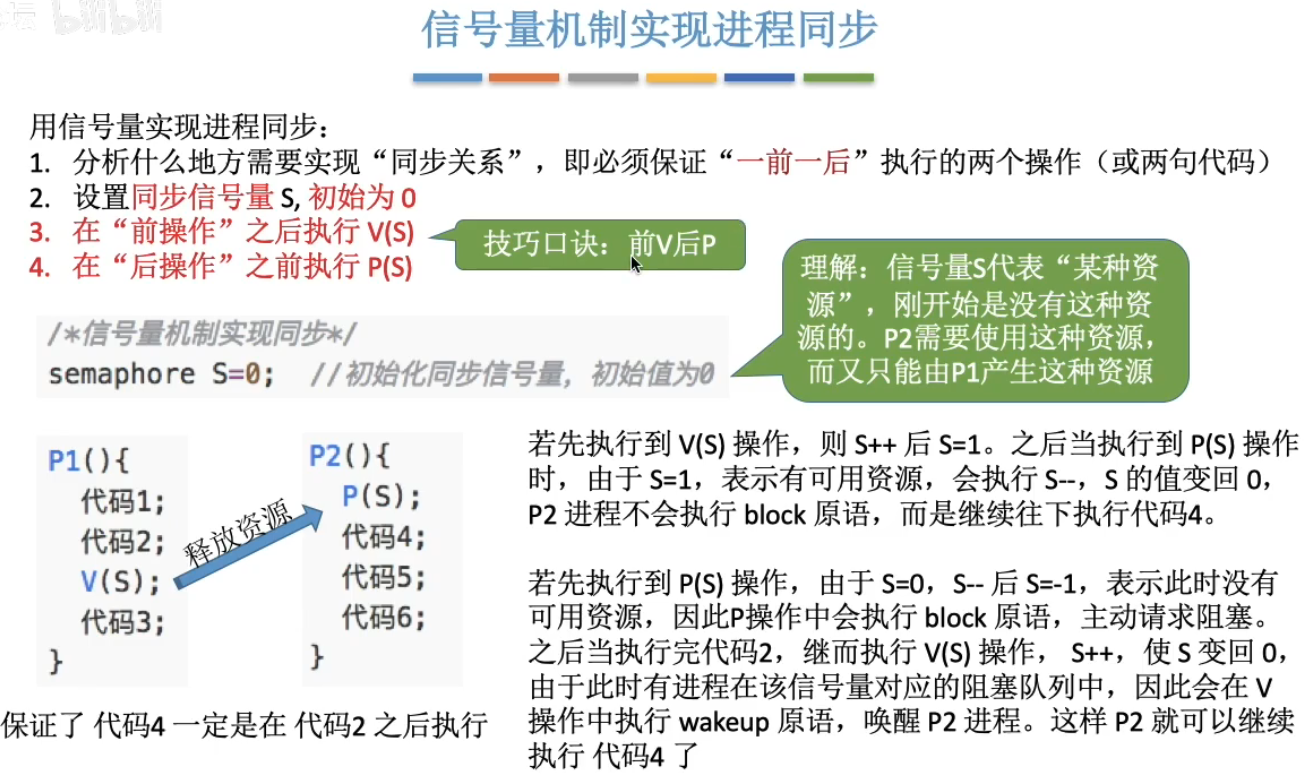 bilibili
信号量机制实现进程同步
用信号量实现进程同步：
1. 分析什么地方需要实现“同步关系”，即必须保证“一前一后”执行的两个操作（或两句代码）
2. 设置同步信号量 S, 初始为 0
3. 在“前操作”之后执行 V(S)
4. 在“后操作”之前执行 P(S)
技巧口诀：前V后P
理解：信号量S代表“某种资
源”，刚开始是没有这种资
源的。P2需要使用这种资源，
而又只能由P1产生这种资源
/*信号量机制实现同步*/
semaphore S=0; //初始化同步信号量，初始值为0
P1(){
代码1;
代码2;
V(S);
代码3;
}
释放资源
P2(){
P(S);
代码4;
代码5;
代码6;
}
保证了 代码4 一定是在 代码2 之后执行
若先执行到 V(S) 操作，则 S++ 后 S=1。之后当执行到 P(S) 操作
时，由于 S=1，表示有可用资源，会执行 S--，S 的值变回 0，
P2 进程不会执行 block 原语，而是继续往下执行代码4。
若先执行到 P(S) 操作，由于 S=0，S-- 后 S=-1，表示此时没有
可用资源，因此P操作中会执行 block 原语，主动请求阻塞。
之后当执行完代码2，继而执行 V(S) 操作， S++，使 S 变回 0，
由于此时有进程在该信号量对应的阻塞队列中，因此会在 V
操作中执行 wakeup 原语，唤醒 P2 进程。这样 P2 就可以继续
执行 代码4 了